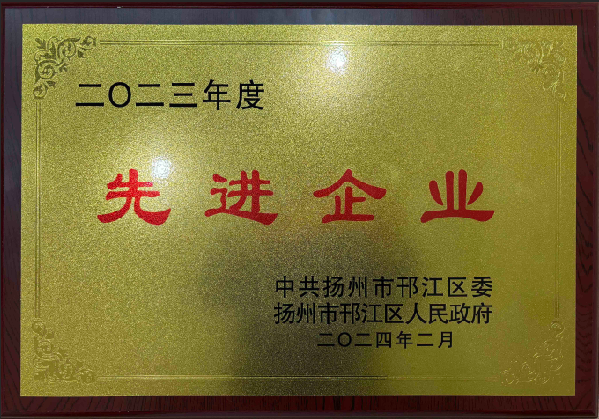 二〇二三年度
先进企业
中共扬州市邗江区委
扬州市邗江区人民政府
二〇二四年二月